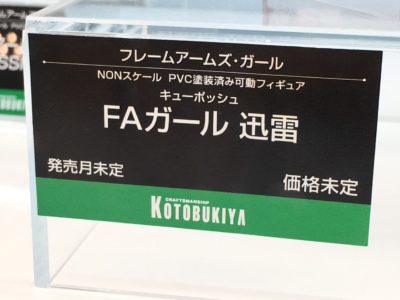 フレームアームズ・ガール
NONスケール PVC塗装済み可動フィギュア
キューポッシュ
FAガール 迅雷
発売月未定
価格未定
CRAFTSMANSHIP
KOTOBUKIYA